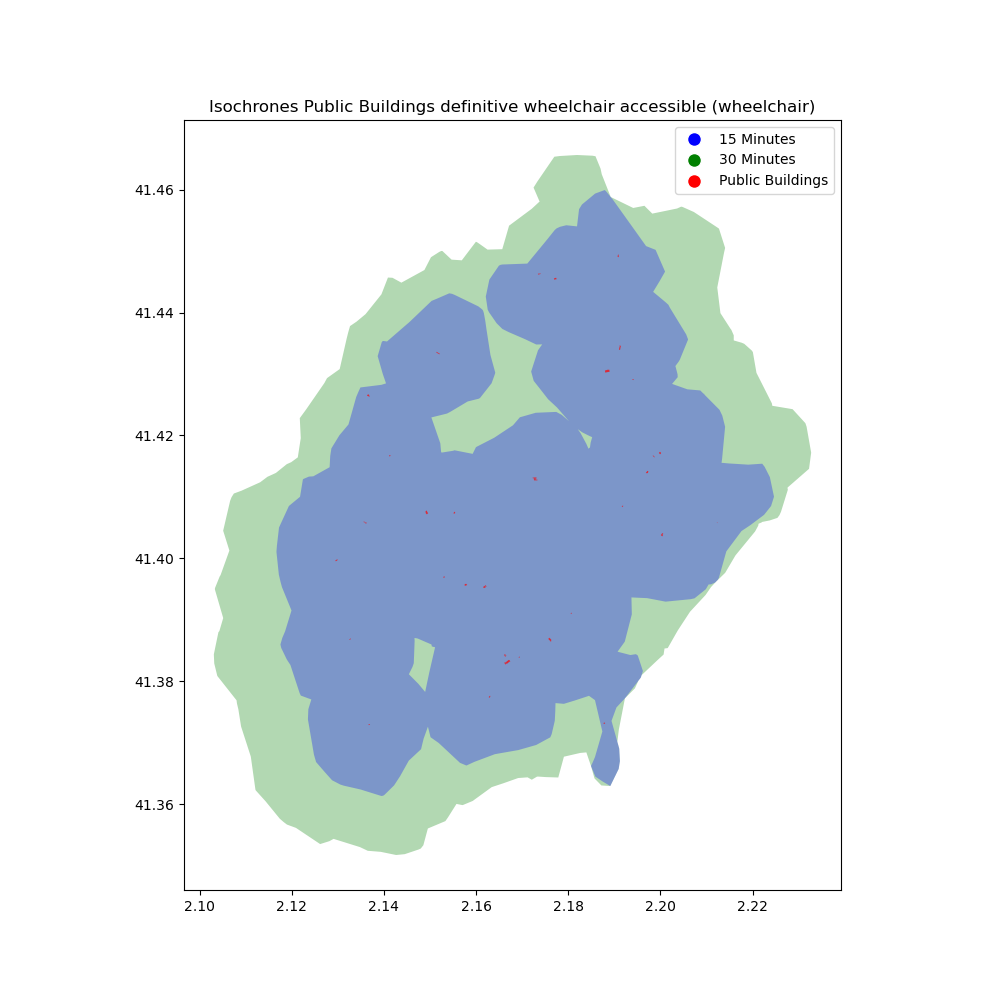 Isochrones Public Buildings definitive wheelchair accessible (wheelchair)
15 Minutes
30 Minutes
Public Buildings
41.46
41.44
41.42
41.40
41.38
41.36
2.10 2.12 2.14 2.16 2.18 2.20 2.22